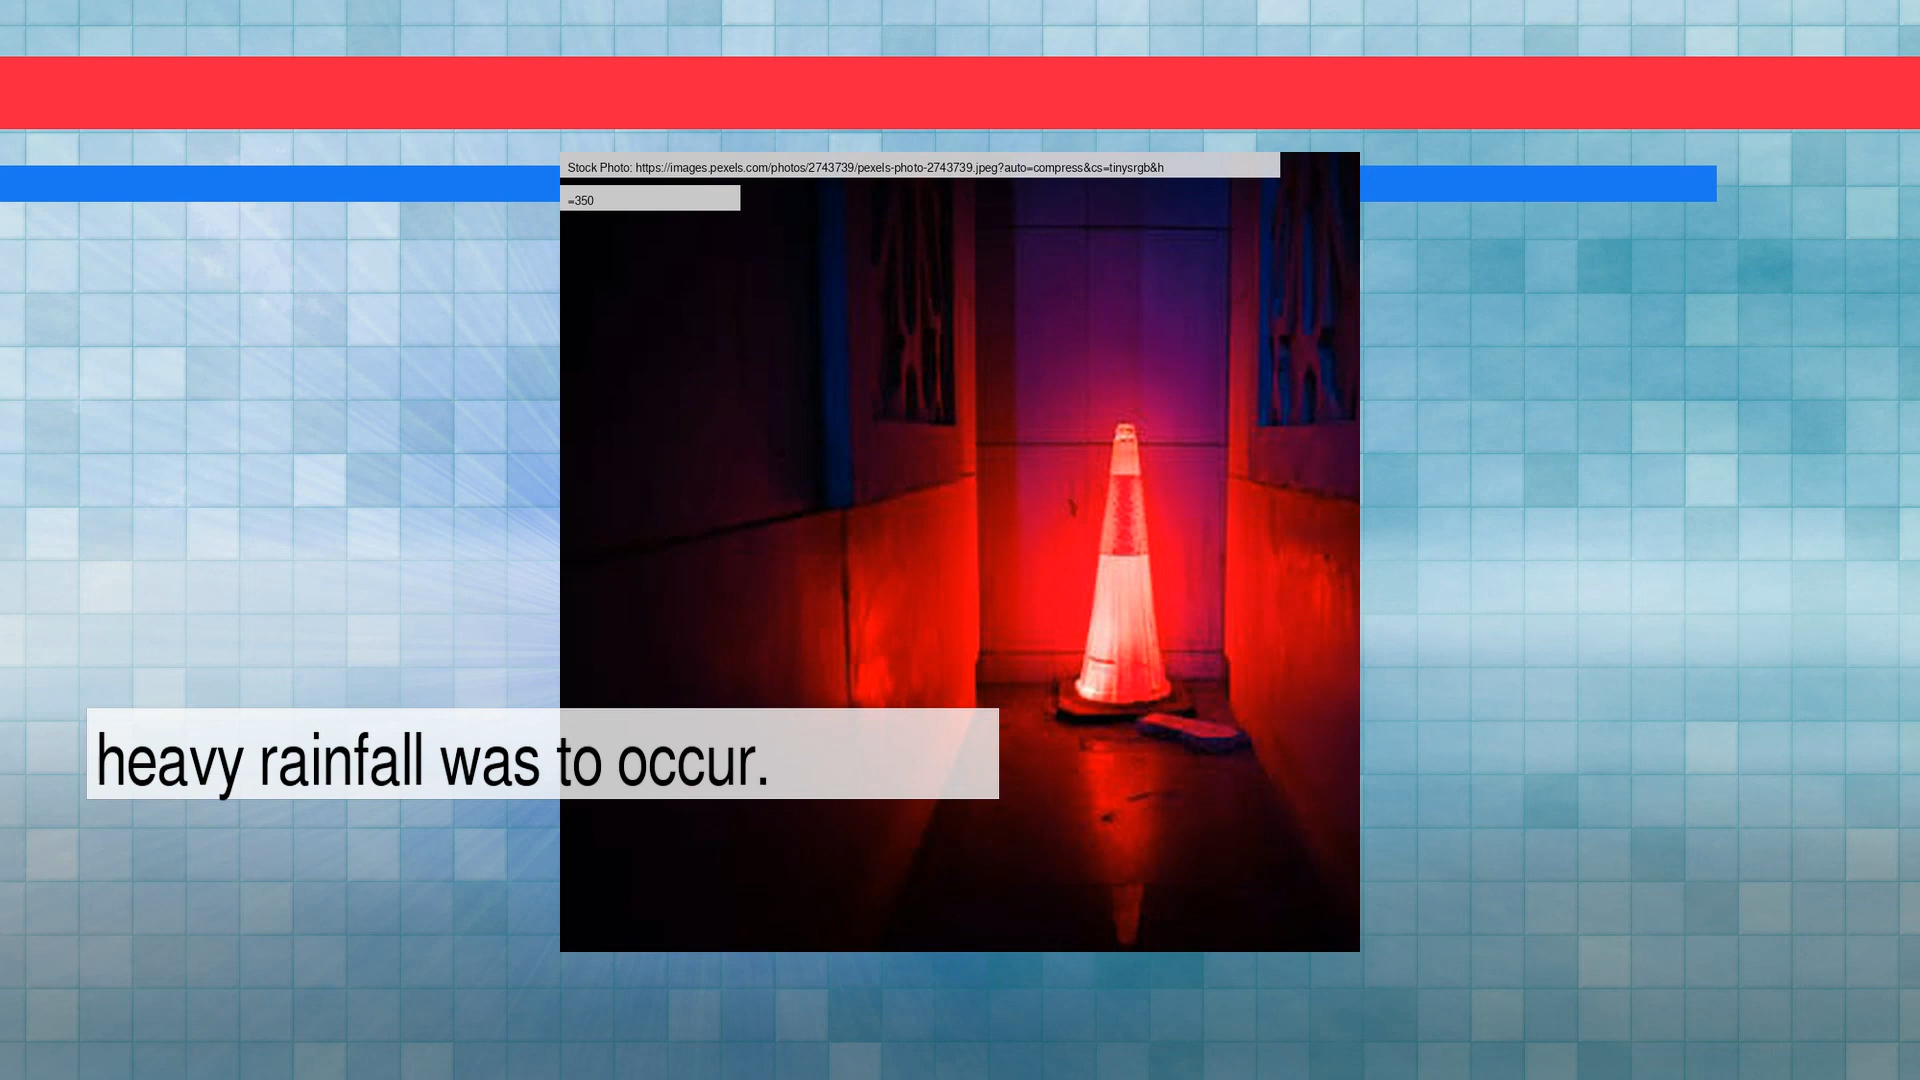 Stock Photo: https://images.pexels.com/photos/2743739/pexels-photo-2743739.jpeg?auto=compress&cs=tinysrgb&h
=350
heavy rainfall was to occur.